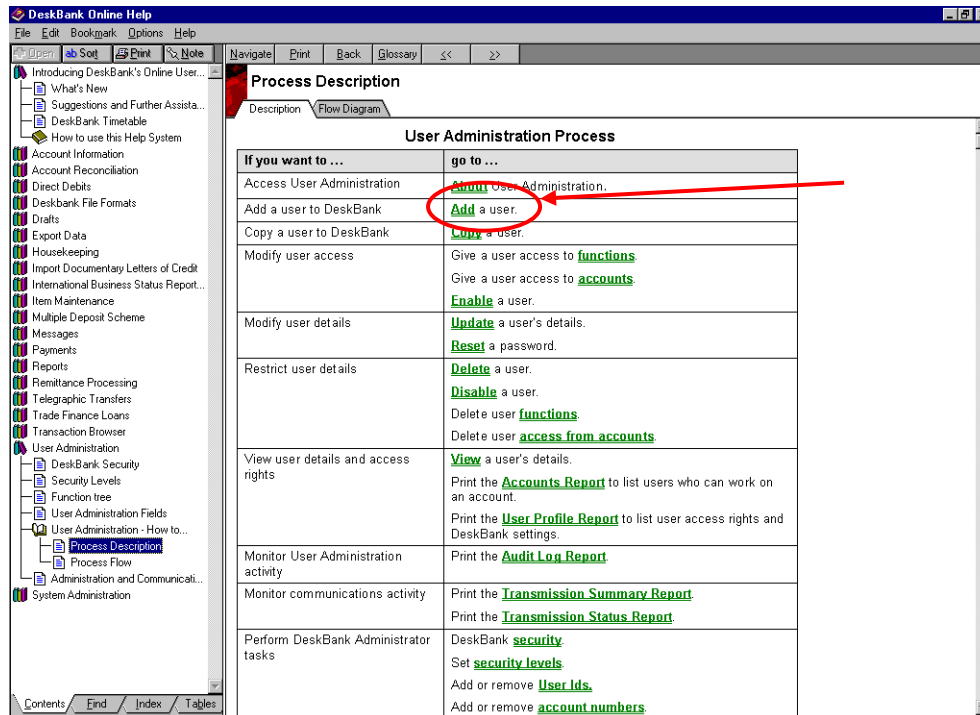 DeskBank Online Help
File Edit Bookmark Options Help
Open ab Sort Print Note
Navigate Print Back Glossary << >>
Introducing DeskBank's Online User...
What's New
Suggestions and Further Assista...
DeskBank Timetable
How to use this Help System
Account Information
Account Reconciliation
Direct Debits
Deskbank File Formats
Drafts
Export Data
Housekeeping
Import Documentary Letters of Credit
International Business Status Report...
Item Maintenance
Multiple Deposit Scheme
Messages
Payments
Reports
Remittance Processing
Telegraphic Transfers
Trade Finance Loans
Transaction Browser
User Administration
DeskBank Security
Security Levels
Function tree
User Administration Fields
User Administration - How to...
Process Description
Process Flow
Administration and Communicati...
System Administration
Contents Find Index Tables
Process Description
Description Flow Diagram
User Administration Process
If you want to ... go to ...
Access User Administration About User Administration.
Add a user to DeskBank Add a user.
Copy a user to DeskBank Copy a user.
Modify user access Give a user access to functions.
Give a user access to accounts.
Enable a user.
Modify user details Update a user's details.
Reset a password.
Restrict user details Delete a user.
Disable a user.
Delete user functions.
Delete user access from accounts.
View user details and access View a user's details.
rights Print the Accounts Report to list users who can work on
an account.
Print the User Profile Report to list user access rights and
DeskBank settings.
Monitor User Administration Print the Audit Log Report.
activity
Monitor communications activity Print the Transmission Summary Report.
Print the Transmission Status Report.
Perform DeskBank Administrator DeskBank security.
tasks Set security levels.
Add or remove User Ids.
Add or remove account numbers.